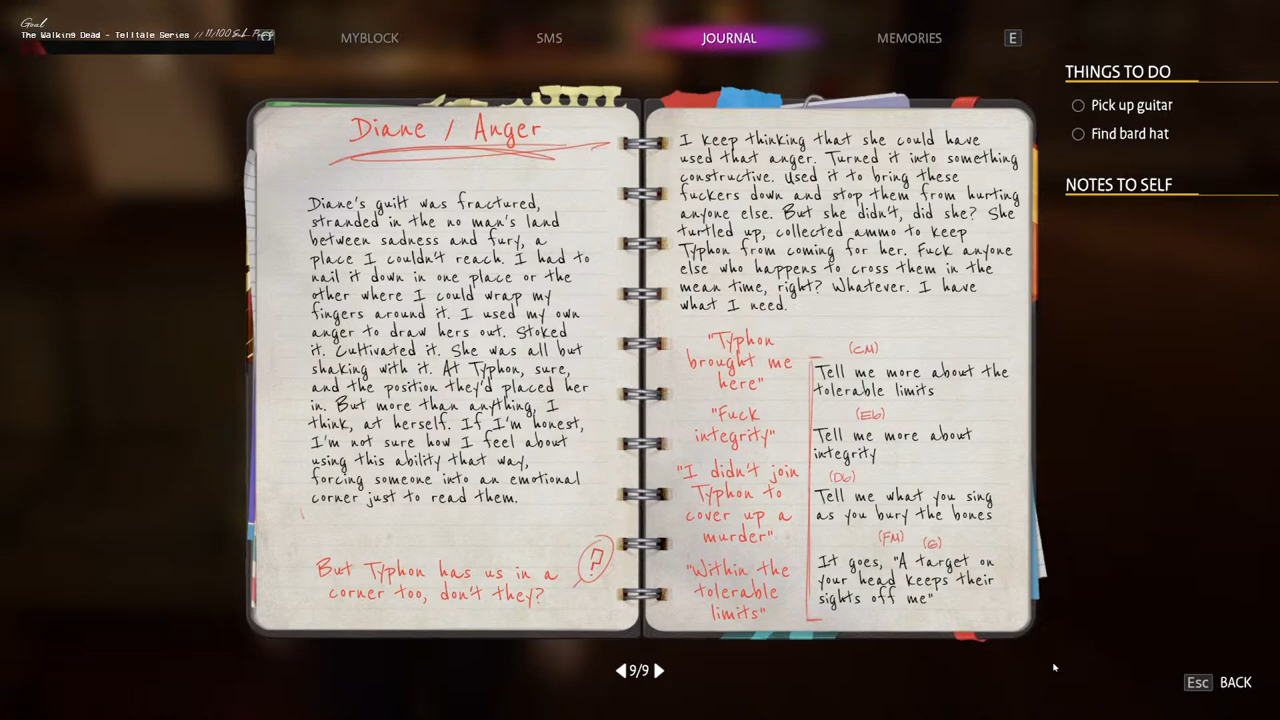 Goal
The Walking Dead - Telltale Series // 11/100
MYBLOCK
SMS
JOURNAL
MEMORIES
E
THINGS TO DO
Pick up guitar
Find bard hat
NOTES TO SELF
Diane / Anger
Diane's guilt was fractured,
stranded in the no man's land
between sadness and fury, a
place I couldn't reach. I had to
nail it down in one place or the
other where I could wrap my
fingers around it. I used my own
anger to draw hers out. Stoked
it. Cultivated it. She was all but
shaking with it. At Typhon, sure,
and the position they'd placed her
in. But more than anything, I
think, at herself. If I'm honest,
I'm not sure how I feel about
using this ability that way,
forcing someone into an emotional
corner just to read them.
But Typhon has us in a
corner too, don't they?
?
I keep thinking that she could have
used that anger. Turned it into something
constructive. Used it to bring these
fuckers down and stop them from hurting
anyone else. But she didn't, did she? She
turtled up, collected ammo to keep
Typhon from coming for her. Fuck anyone
else who happens to cross them in the
mean time, right? Whatever. I have
what I need.
"Typhon
brought me
here"
"Fuck
integrity"
"I didn't join
Typhon to
cover up a
murder"
"Within the
tolerable
limits"
(CM)
Tell me more about the
tolerable limits
(Eb)
Tell me more about
integrity
(Db)
Tell me what you sing
as you bury the bones
(FM) (G)
It goes, "A target on
your head keeps their
sights off me"
9/9
Esc BACK